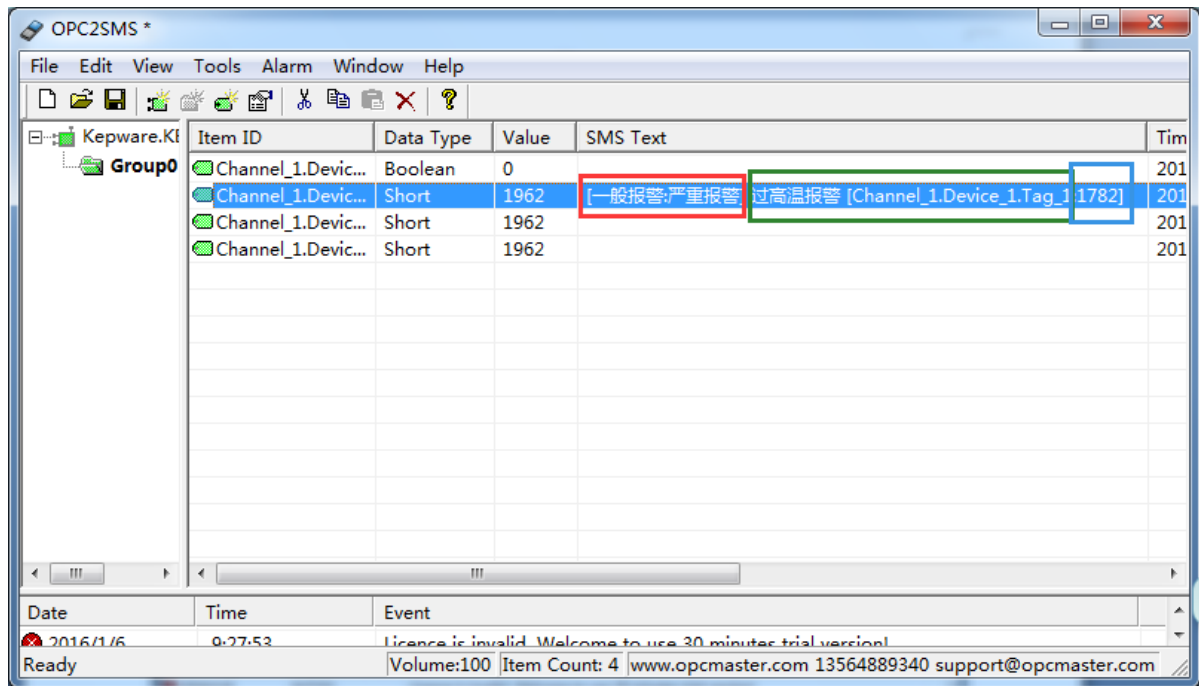 OPC2SMS *
File Edit View Tools Alarm Window Help
Kepware.KE
Group0
Item ID Data Type Value SMS Text Tim
Channel_1.Devic... Boolean 0 201
Channel_1.Devic... Short 1962 [一般报警:严重报警] 过高温报警 [Channel_1.Device_1.Tag_1:1782] 201
Channel_1.Devic... Short 1962 201
Channel_1.Devic... Short 1962 201
Date Time Event
2016/1/6 9:27:53 Licence is invalid. Welcome to use 30 minutes trial version!
Ready Volume:100 Item Count: 4 www.opcmaster.com 13564889340 support@opcmaster.com